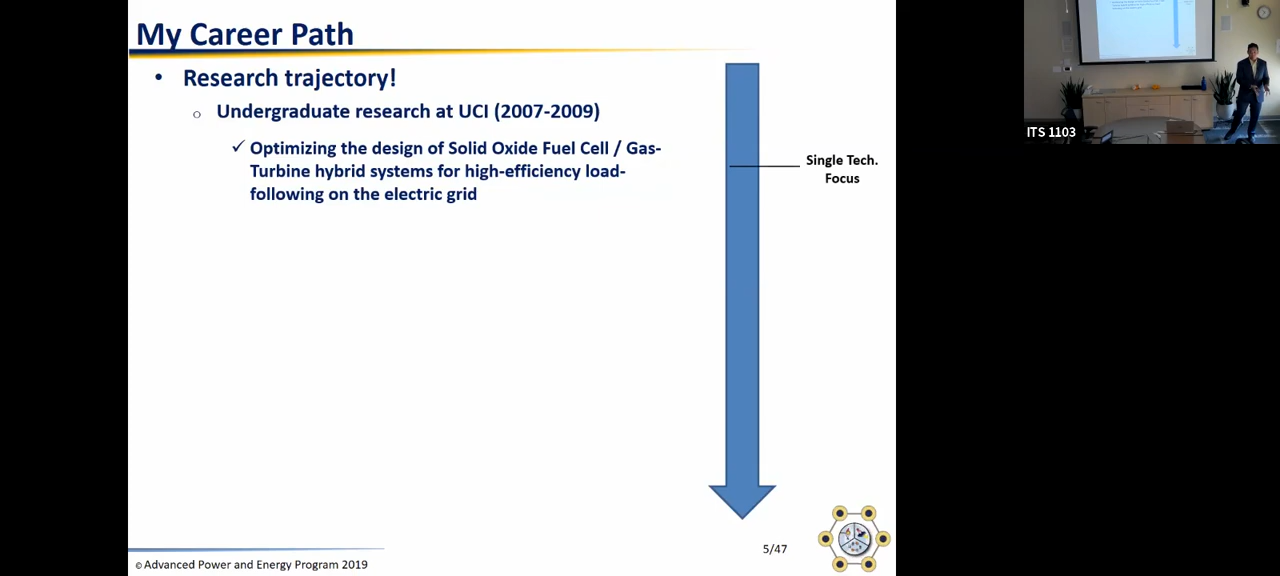 My Career Path
• Research trajectory!
o Undergraduate research at UCI (2007-2009)
✓ Optimizing the design of Solid Oxide Fuel Cell / Gas-
Turbine hybrid systems for high-efficiency load-
following on the electric grid
Single Tech.
Focus
ITS 1103
5/47
© Advanced Power and Energy Program 2019